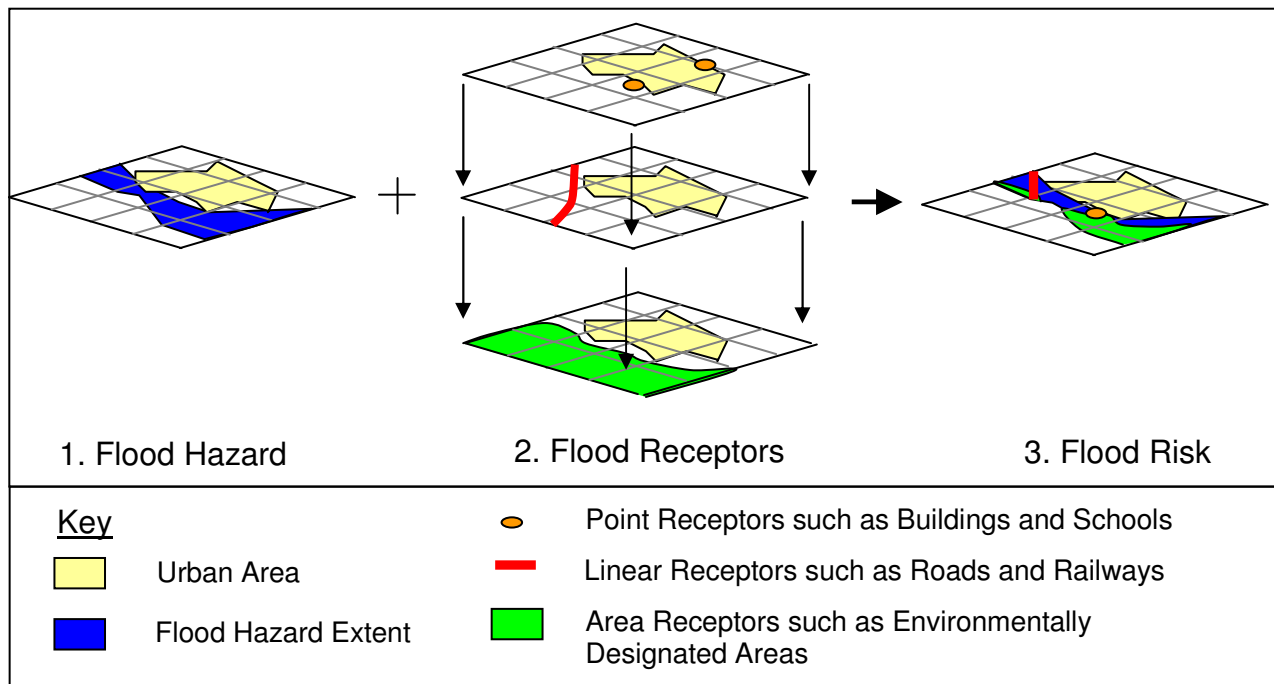 1. Flood Hazard
2. Flood Receptors
3. Flood Risk
Key
Urban Area
Flood Hazard Extent
Point Receptors such as Buildings and Schools
Linear Receptors such as Roads and Railways
Area Receptors such as Environmentally
Designated Areas